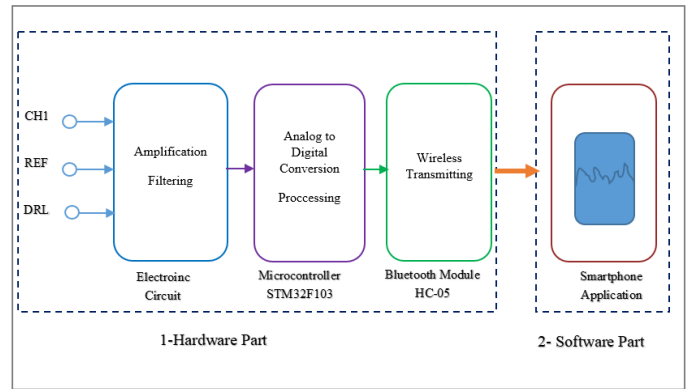 CH1
REF
DRL
Amplification
Filtering
Analog to
Digital
Conversion
Proccessing
Wireless
Transmitting
Electroinc
Circuit
Microcontroller
STM32F103
Bluetooth Module
HC-05
Smartphone
Application
1-Hardware Part
2- Software Part